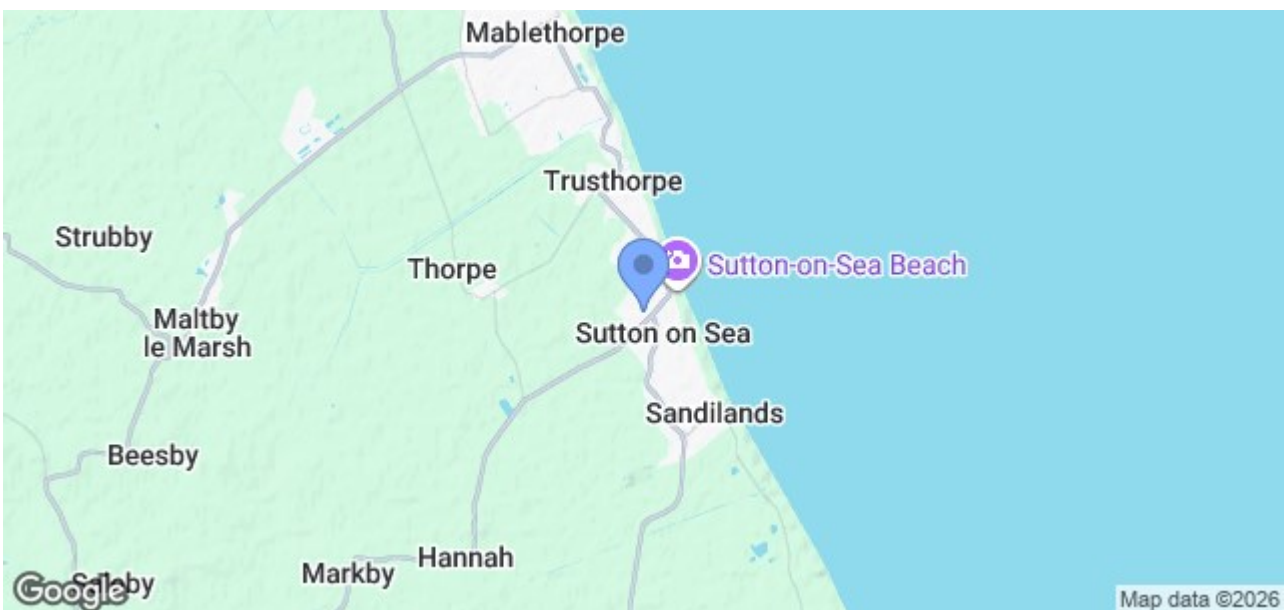 Mablethorpe
Trusthorpe
Strubby
Thorpe
Sutton-on-Sea Beach
Maltby
le Marsh
Sutton on Sea
Sandilands
Beesby
Hannah
Markby
Google
Map data ©2026